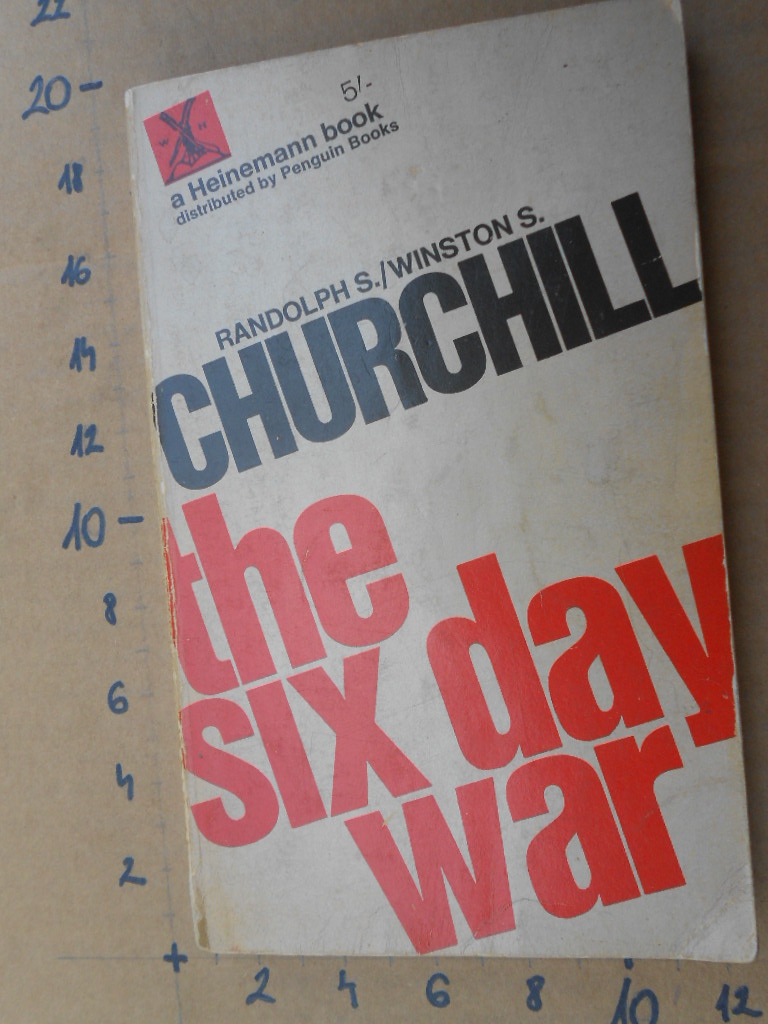 22
20
18
16
14
12
10
8
6
4
2
2 4 6 8 10 12
W H
5/-
a Heinemann book
distributed by Penguin Books
RANDOLPH S./WINSTON S.
CHURCHILL
the
six day
war